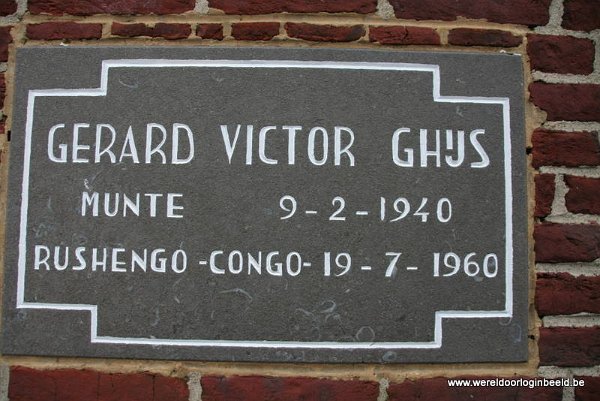 GERARD VICTOR GHIJS
MUNTE 9-2-1940
RUSHENGO -CONGO- 19-7-1960
www.wereldoorloginbeeld.be